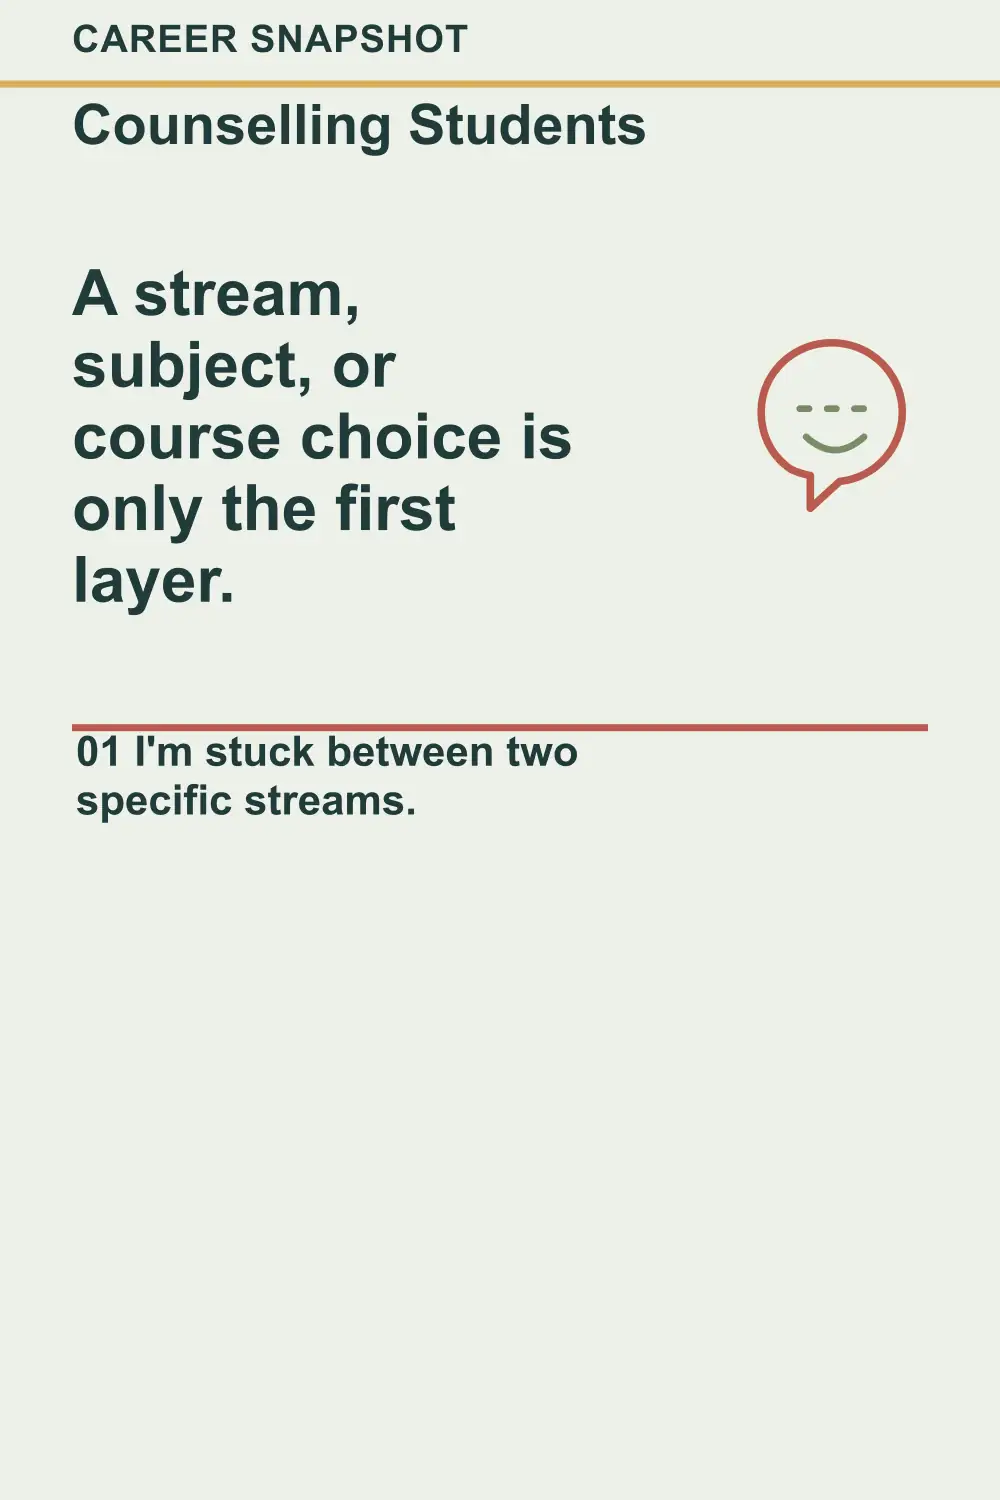 CAREER SNAPSHOT
Counselling Students
A stream,
subject, or
course choice is
only the first
layer.
01 I'm stuck between two
specific streams.